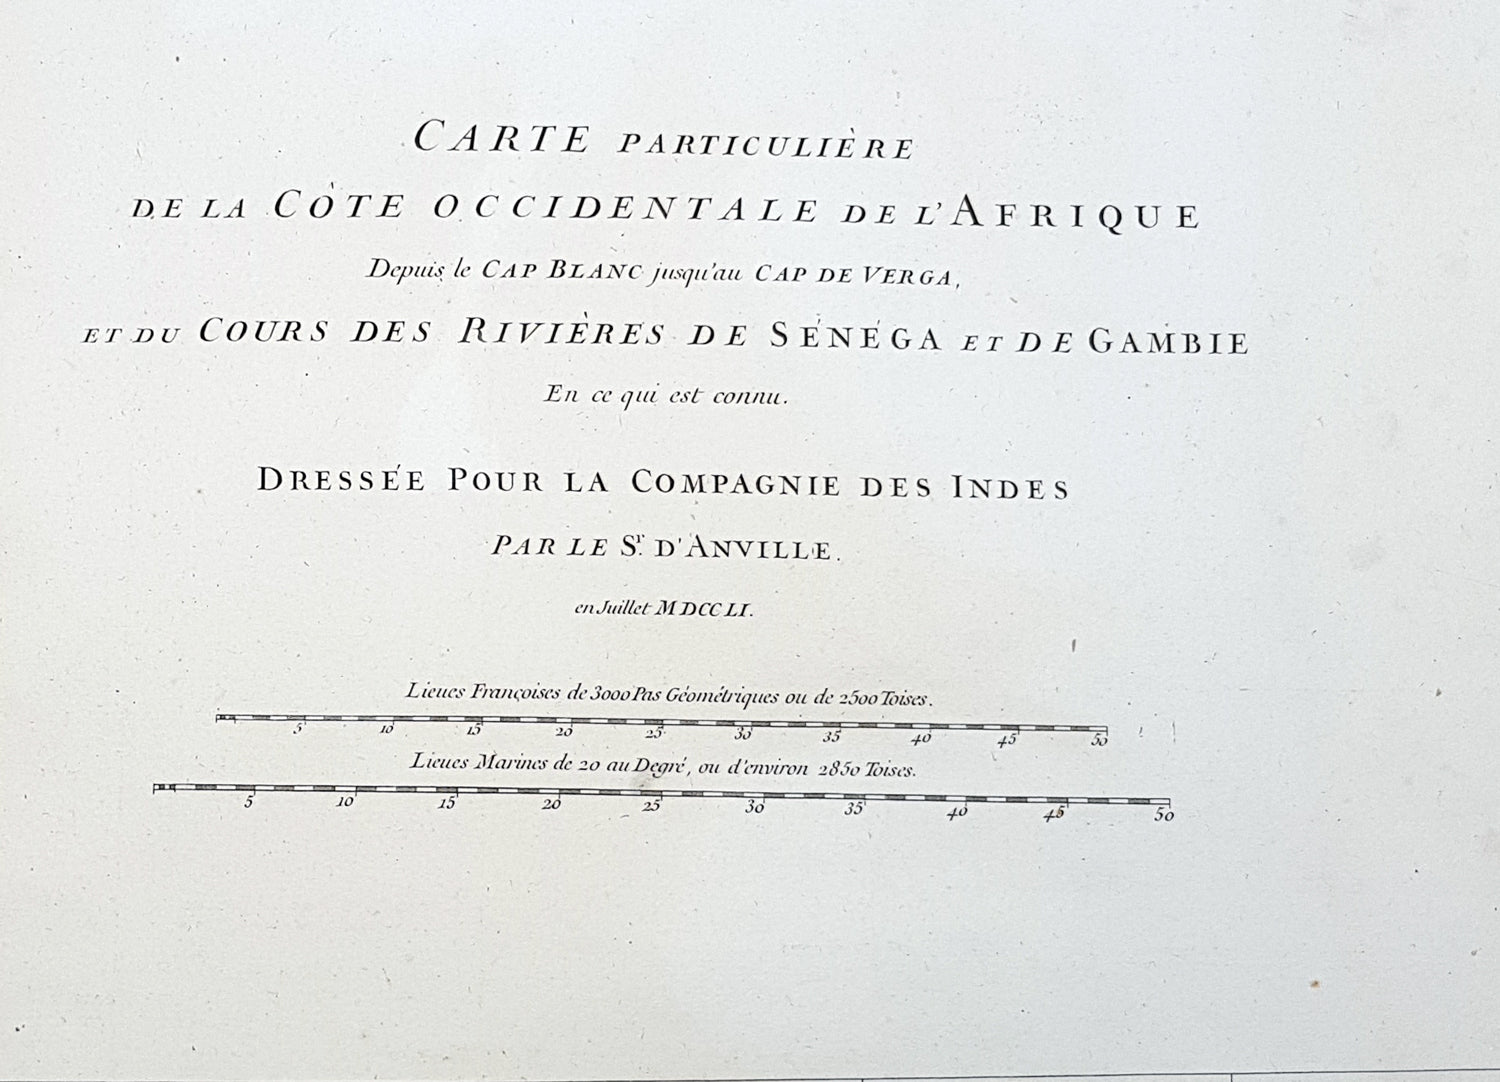 CARTE PARTICULIÈRE
DE LA CÒTE OCCIDENTALE DE L'AFRIQUE
Depuis le CAP BLANC jusqu'au CAP DE VERGA,
ET DU COURS DES RIVIÈRES DE SÉNÉGA ET DE GAMBIE
En ce qui est connu.
DRESSÉE POUR LA COMPAGNIE DES INDES
PAR LE Sr. D'ANVILLE.
en Juillet MDCCLI.
Lieues Françoises de 3000 Pas Géométriques ou de 2500 Toises.
5 10 15 20 25 30 35 40 45 50
Lieues Marines de 20 au Degré, ou d'environ 2850 Toises.
5 10 15 20 25 30 35 40 45 50